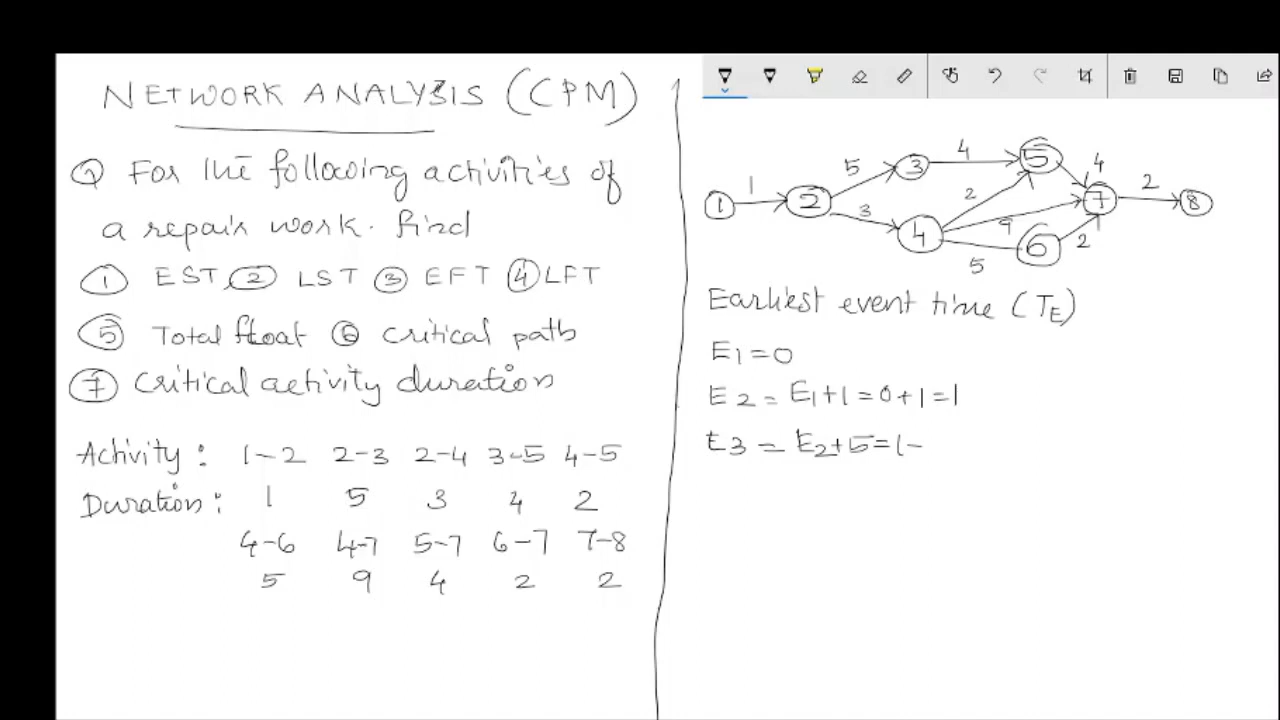 NETWORK ANALYSIS (CPM)
Q For the following activities of
a repair work. find
① EST ② LST ③ EFT ④ LFT
⑤ Total float ⑥ critical path
⑦ Critical activity duration
Activity: 1-2 2-3 2-4 3-5 4-5
Duration: 1 5 3 4 2
4-6 4-7 5-7 6-7 7-8
5 9 4 2 2
1 1 2 5 3 4 5 4 7 2 8
3 4 2 9 5 6 2
Earliest event time (TE)
E1=0
E2 = E1+1=0+1=1
E3 = E2+5=1-